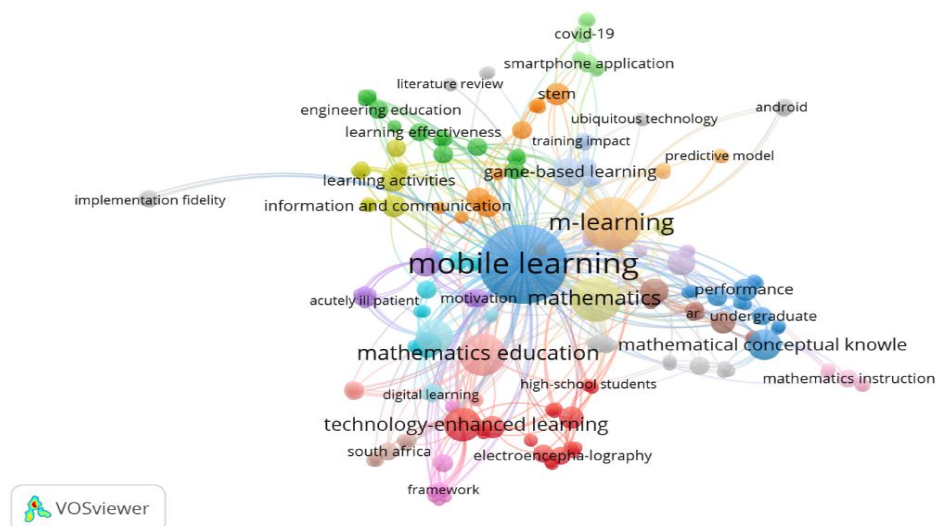 covid-19
smartphone application
literature review
stem
android
engineering education
ubiquitous technology
learning effectiveness
training impact
predictive model
game-based learning
learning activities
implementation fidelity
information and communication
m-learning
mobile learning
performance
acutely ill patient
motivation
mathematics
ar
undergraduate
mathematical conceptual knowle
mathematics education
mathematics instruction
high-school students
digital learning
technology-enhanced learning
south africa
electroencepha-lography
framework
VOSviewer